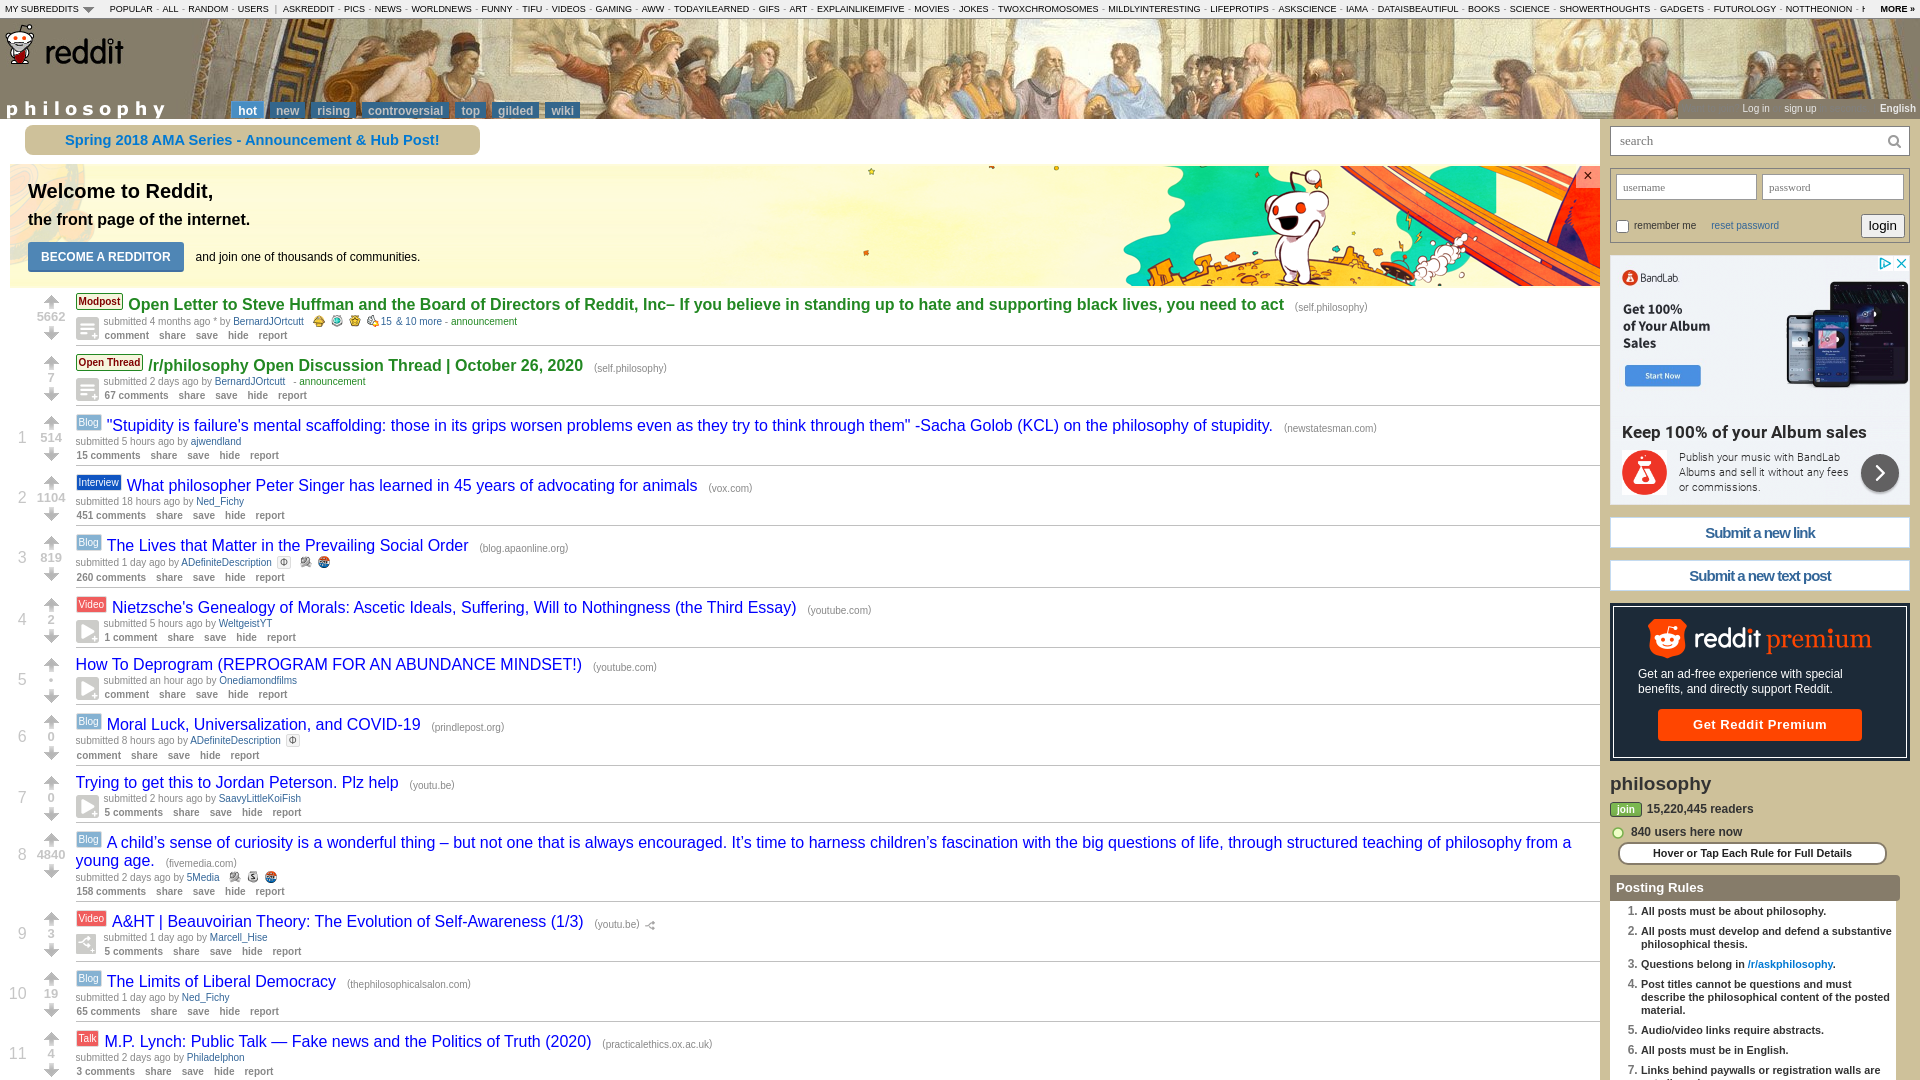 MY SUBREDDITS POPULAR - ALL - RANDOM - USERS | ASKREDDIT - PICS - NEWS - WORLDNEWS - FUNNY - TIFU - VIDEOS - GAMING - AWW - TODAYILEARNED - GIFS - ART - EXPLAINLIKEIMFIVE - MOVIES - JOKES - TWOXCHROMOSOMES - MILDLYINTERESTING - LIFEPROTIPS - ASKSCIENCE - IAMA - DATAISBEAUTIFUL - BOOKS - SCIENCE - SHOWERTHOUGHTS - GADGETS - FUTUROLOGY - NOTTHEONION - MORE »
reddit
philosophy hot new rising controversial top gilded wiki
Log in sign up English
Spring 2018 AMA Series - Announcement & Hub Post!
Welcome to Reddit,
the front page of the internet.
BECOME A REDDITOR and join one of thousands of communities.
×
5662
Modpost Open Letter to Steve Huffman and the Board of Directors of Reddit, Inc– If you believe in standing up to hate and supporting black lives, you need to act (self.philosophy)
submitted 4 months ago * by BernardJOrtcutt 15 & 10 more - announcement
comment share save hide report
7
Open Thread /r/philosophy Open Discussion Thread | October 26, 2020 (self.philosophy)
submitted 2 days ago by BernardJOrtcutt - announcement
67 comments share save hide report
1 514
Blog "Stupidity is failure's mental scaffolding: those in its grips worsen problems even as they try to think through them" -Sacha Golob (KCL) on the philosophy of stupidity. (newstatesman.com)
submitted 5 hours ago by ajwendland
15 comments share save hide report
2 1104
Interview What philosopher Peter Singer has learned in 45 years of advocating for animals (vox.com)
submitted 18 hours ago by Ned_Fichy
451 comments share save hide report
3 819
Blog The Lives that Matter in the Prevailing Social Order (blog.apaonline.org)
submitted 1 day ago by ADefiniteDescription Φ
260 comments share save hide report
4 2
Video Nietzsche's Genealogy of Morals: Ascetic Ideals, Suffering, Will to Nothingness (the Third Essay) (youtube.com)
submitted 5 hours ago by WeltgeistYT
1 comment share save hide report
5 •
How To Deprogram (REPROGRAM FOR AN ABUNDANCE MINDSET!) (youtube.com)
submitted an hour ago by Onediamondfilms
comment share save hide report
6 0
Blog Moral Luck, Universalization, and COVID-19 (prindlepost.org)
submitted 8 hours ago by ADefiniteDescription Φ
comment share save hide report
7 0
Trying to get this to Jordan Peterson. Plz help (youtu.be)
submitted 2 hours ago by SaavyLittleKoiFish
5 comments share save hide report
8 4840
Blog A child’s sense of curiosity is a wonderful thing – but not one that is always encouraged. It’s time to harness children’s fascination with the big questions of life, through structured teaching of philosophy from a
young age. (fivemedia.com)
submitted 2 days ago by 5Media
158 comments share save hide report
9 3
Video A&HT | Beauvoirian Theory: The Evolution of Self-Awareness (1/3) (youtu.be)
submitted 1 day ago by Marcell_Hise
5 comments share save hide report
10 19
Blog The Limits of Liberal Democracy (thephilosophicalsalon.com)
submitted 1 day ago by Ned_Fichy
65 comments share save hide report
11 4
Talk M.P. Lynch: Public Talk — Fake news and the Politics of Truth (2020) (practicalethics.ox.ac.uk)
submitted 2 days ago by Philadelphon
3 comments share save hide report
search
username password
remember me reset password login
BandLab
Get 100%
of Your Album
Sales
Start Now
Keep 100% of your Album sales
Publish your music with BandLab
Albums and sell it without any fees
or commissions.
Submit a new link
Submit a new text post
reddit premium
Get an ad-free experience with special
benefits, and directly support Reddit.
Get Reddit Premium
philosophy
join 15,220,445 readers
840 users here now
Hover or Tap Each Rule for Full Details
Posting Rules
1. All posts must be about philosophy.
2. All posts must develop and defend a substantive
philosophical thesis.
3. Questions belong in /r/askphilosophy.
4. Post titles cannot be questions and must
describe the philosophical content of the posted
material.
5. Audio/video links require abstracts.
6. All posts must be in English.
7. Links behind paywalls or registration walls are